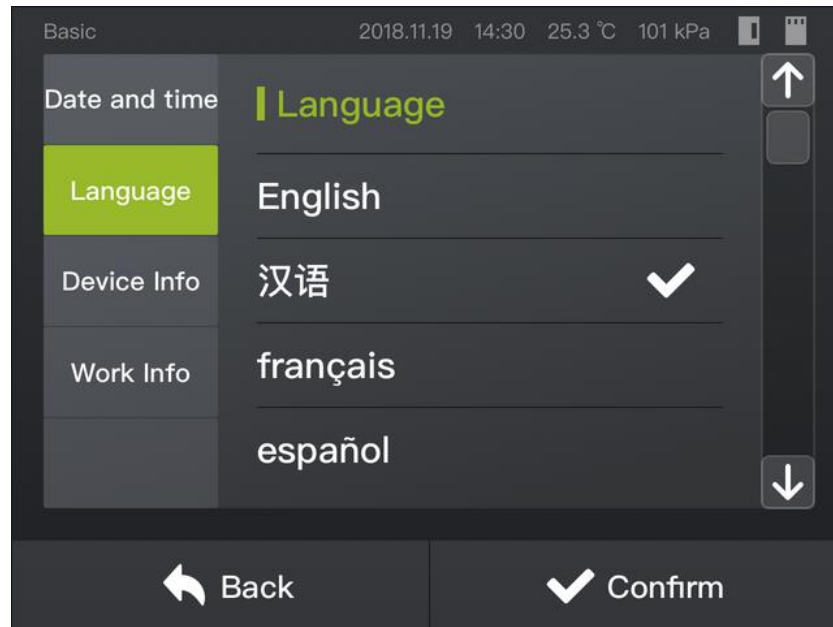 Basic 2018.11.19 14:30 25.3 ℃ 101 kPa
Date and time
Language
Device Info
Work Info
Language
English
汉语
français
español
Back
Confirm